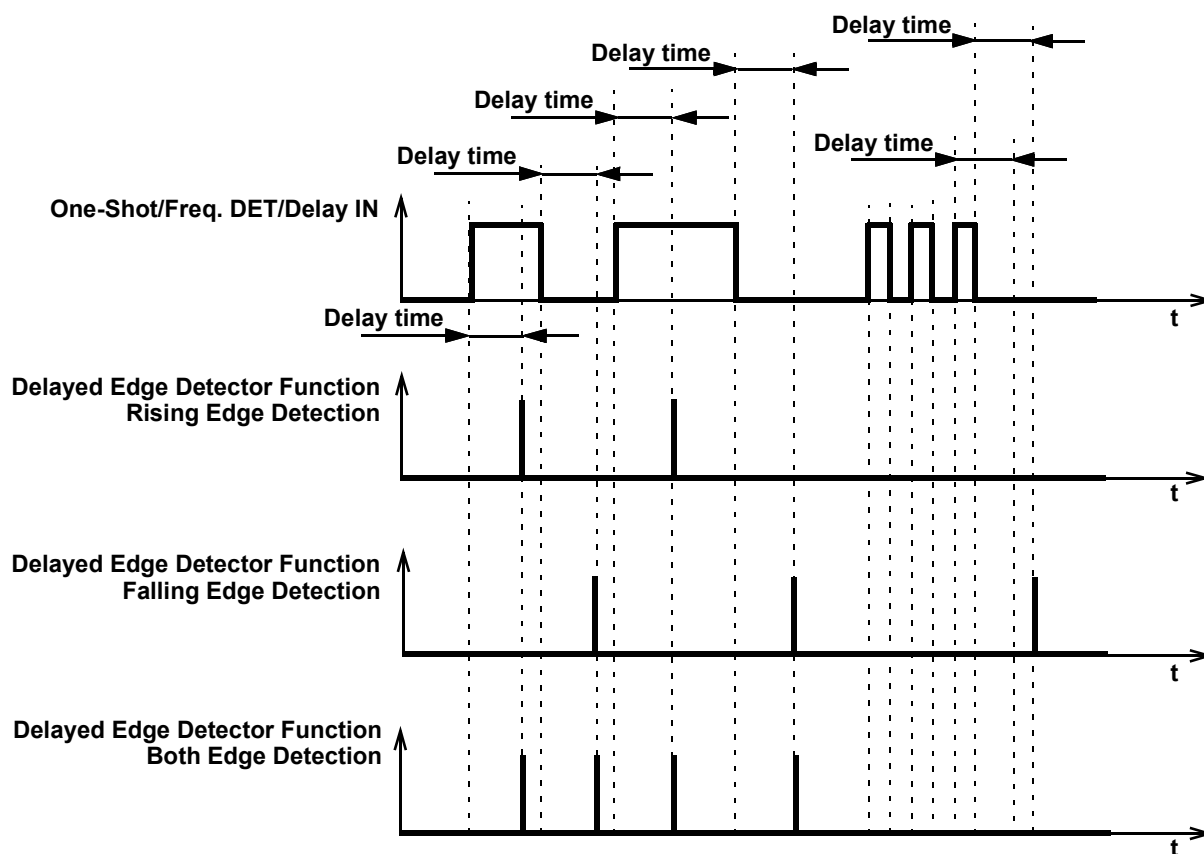 Delay time
Delay time
Delay time
Delay time
Delay time
One-Shot/Freq. DET/Delay IN
t
Delay time
Delayed Edge Detector Function
Rising Edge Detection
t
Delayed Edge Detector Function
Falling Edge Detection
t
Delayed Edge Detector Function
Both Edge Detection
t